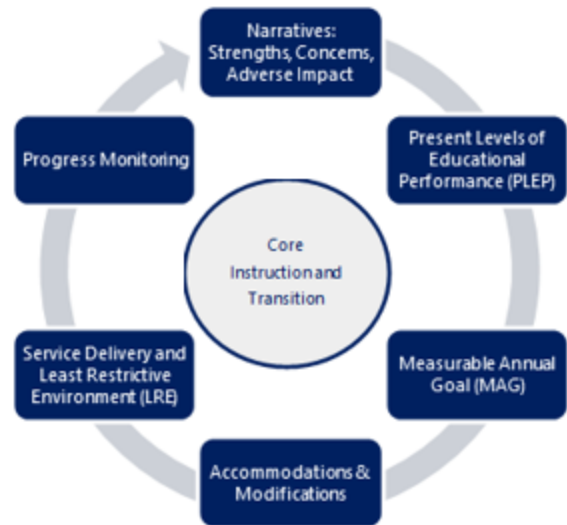 Narratives:
Strengths, Concerns,
Adverse Impact
Present Levels of
Educational
Performance (PLEP)
Measurable Annual
Goal (MAG)
Accommodations &
Modifications
Service Delivery and
Least Restrictive
Environment (LRE)
Progress Monitoring
Core
Instruction and
Transition